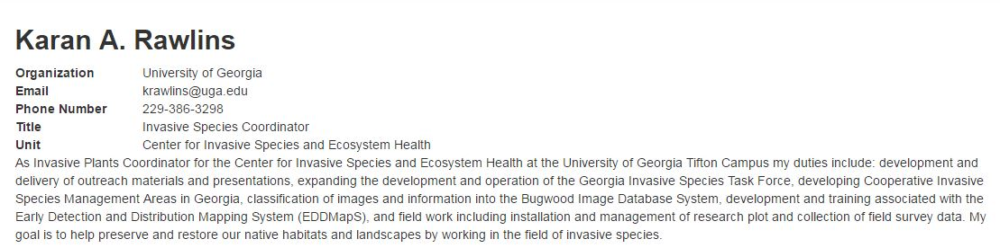 Karan A. Rawlins
Organization University of Georgia
Email krawlins@uga.edu
Phone Number 229-386-3298
Title Invasive Species Coordinator
Unit Center for Invasive Species and Ecosystem Health
As Invasive Plants Coordinator for the Center for Invasive Species and Ecosystem Health at the University of Georgia Tifton Campus my duties include: development and
delivery of outreach materials and presentations, expanding the development and operation of the Georgia Invasive Species Task Force, developing Cooperative Invasive
Species Management Areas in Georgia, classification of images and information into the Bugwood Image Database System, development and training associated with the
Early Detection and Distribution Mapping System (EDDMapS), and field work including installation and management of research plot and collection of field survey data. My
goal is to help preserve and restore our native habitats and landscapes by working in the field of invasive species.